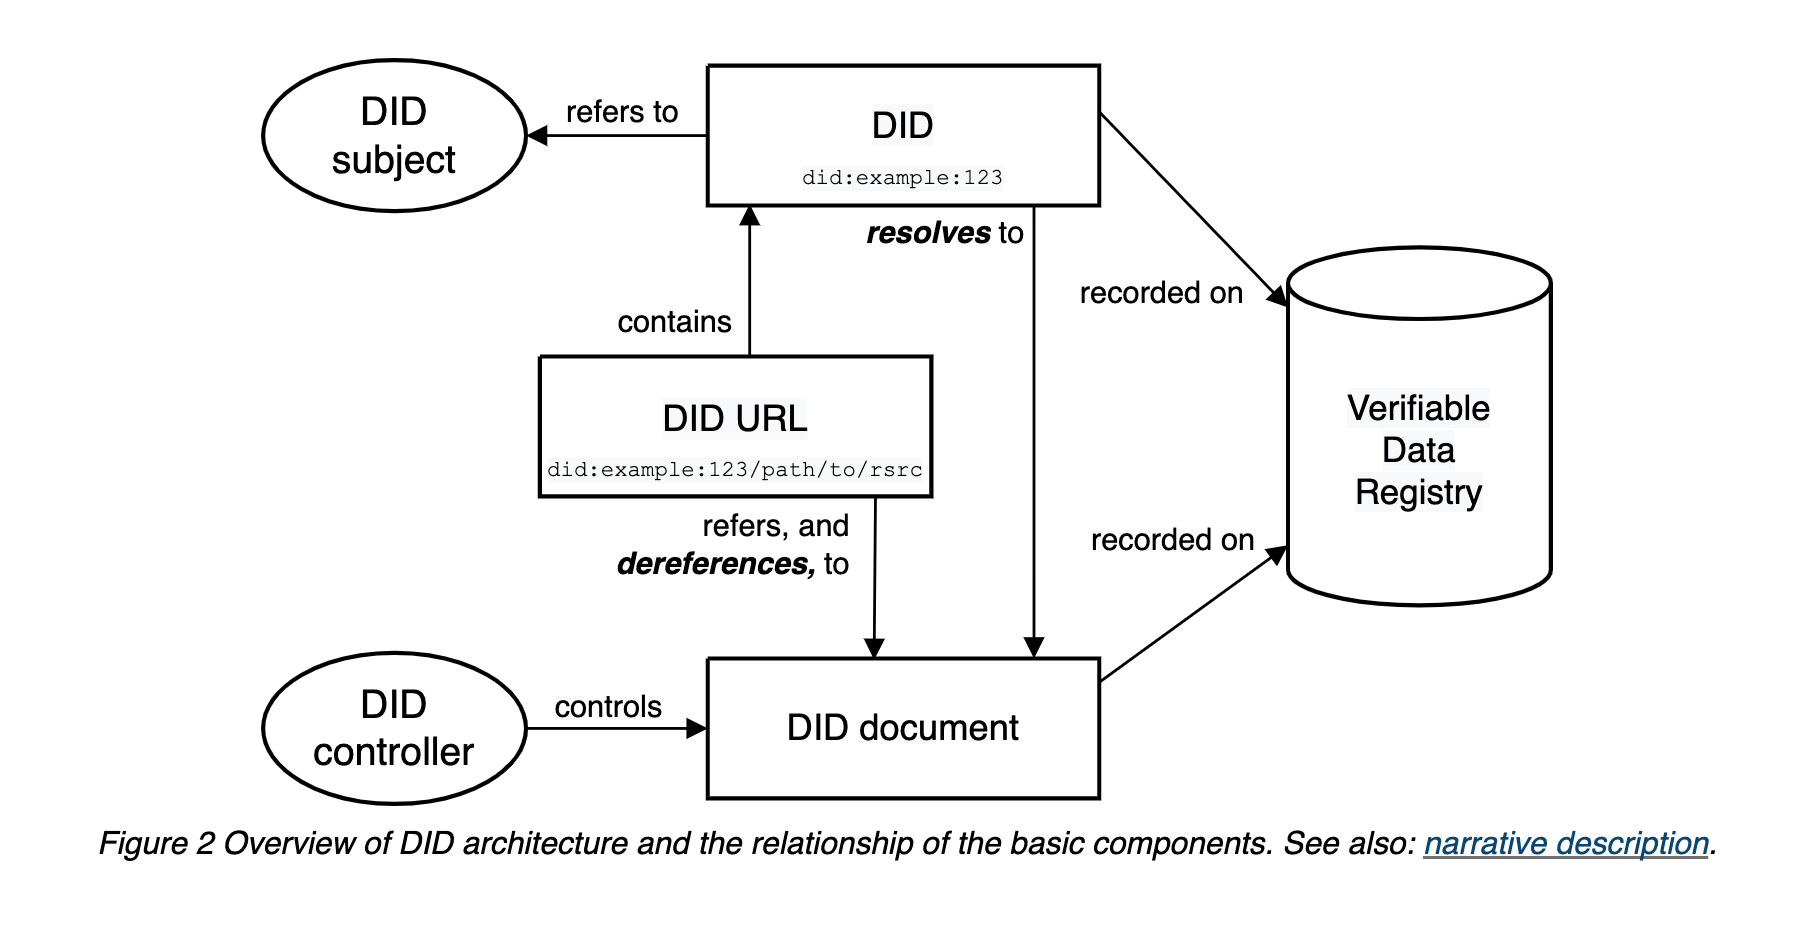 DID
subject
refers to
DID
did:example:123
resolves to
recorded on
contains
DID URL
did:example:123/path/to/rsrc
Verifiable
Data
Registry
refers, and
dereferences, to
recorded on
DID
controller
controls
DID document
Figure 2 Overview of DID architecture and the relationship of the basic components. See also: narrative description.